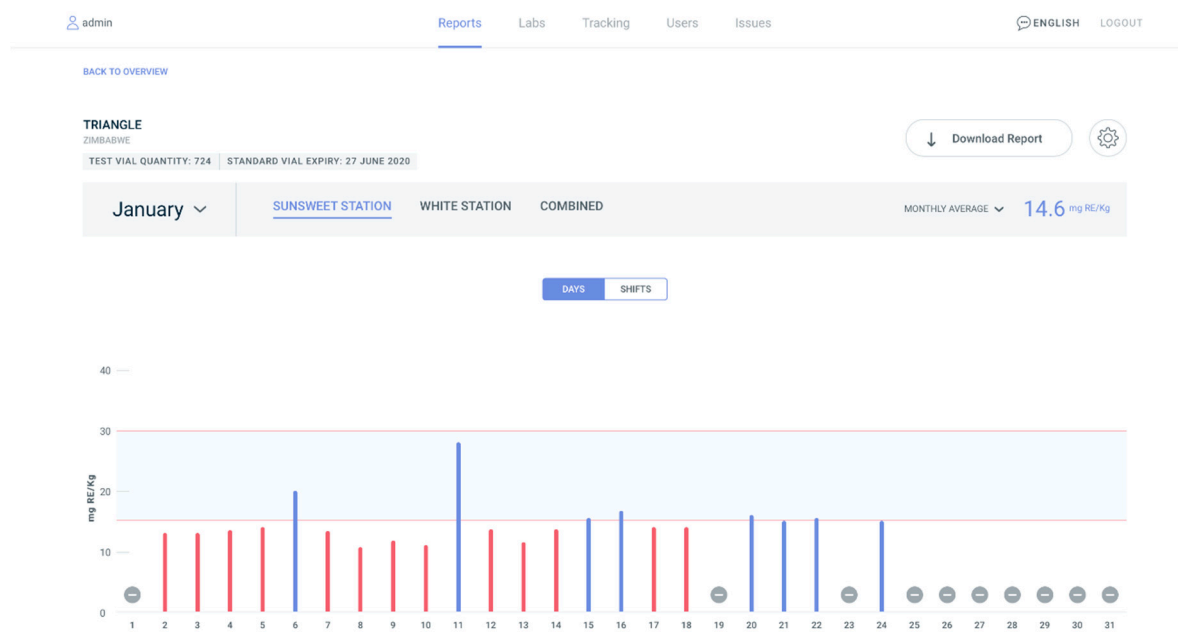 admin
Reports Labs Tracking Users Issues
ENGLISH LOGOUT
BACK TO OVERVIEW
TRIANGLE
ZIMBABWE
TEST VIAL QUANTITY: 724 STANDARD VIAL EXPIRY: 27 JUNE 2020
Download Report
January
SUNSWEET STATION WHITE STATION COMBINED
MONTHLY AVERAGE 14.6 mg RE/Kg
DAYS SHIFTS
40
30
mg RE/Kg
20
10
0
1 2 3 4 5 6 7 8 9 10 11 12 13 14 15 16 17 18 19 20 21 22 23 24 25 26 27 28 29 30 31